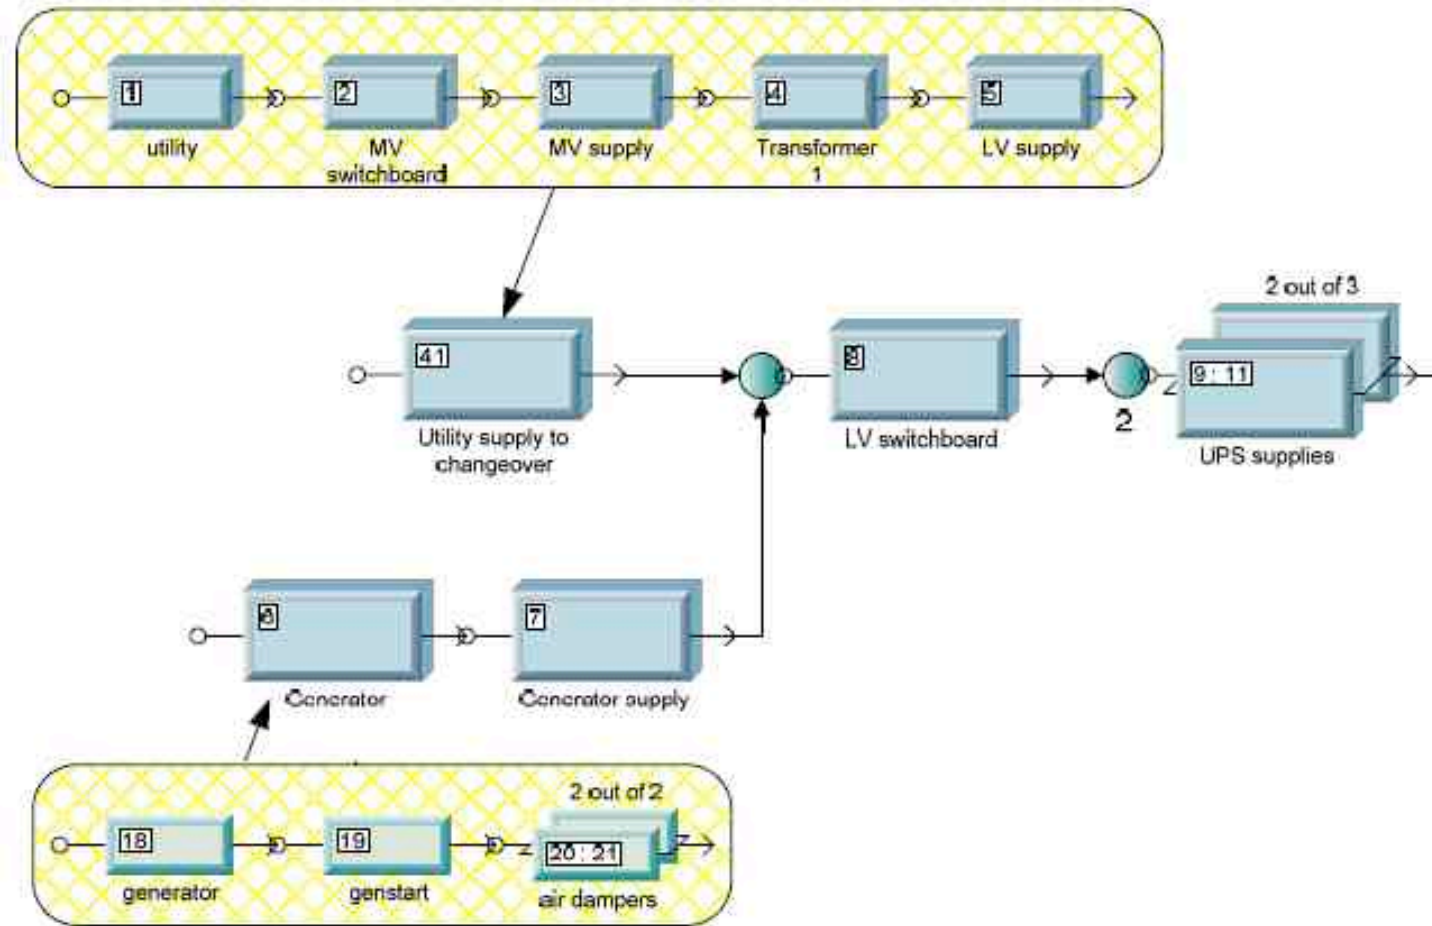 1
2
3
4
5
utility
MV
switchboard
MV supply
Transformer
1
LV supply
2 out of 3
41
8
9 : 11
Utility supply to
changeover
LV switchboard
2
UPS supplies
6
7
Generator
Generator supply
2 out of 2
18
19
20 : 21
generator
genstart
air dampers